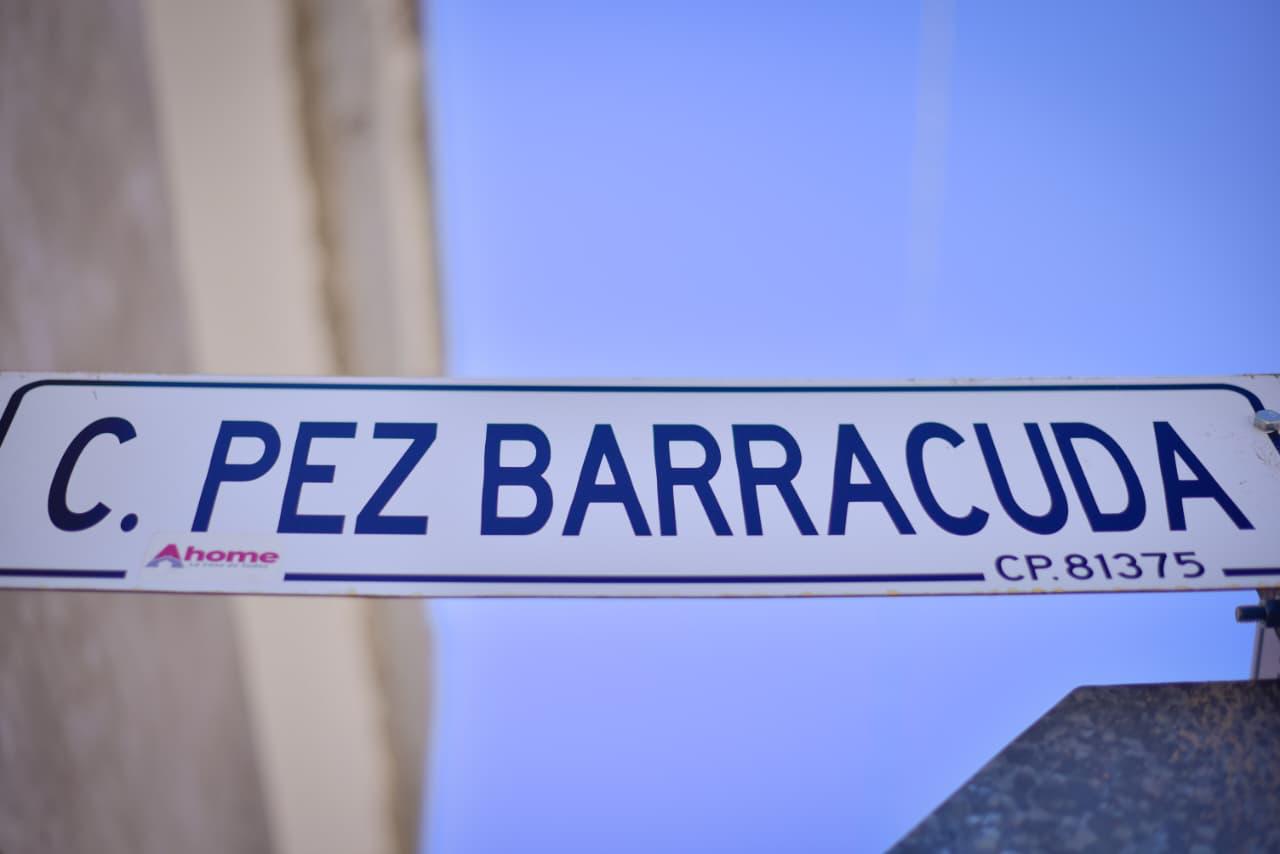 C. PEZ BARRACUDA
Ahome
CP. 81375